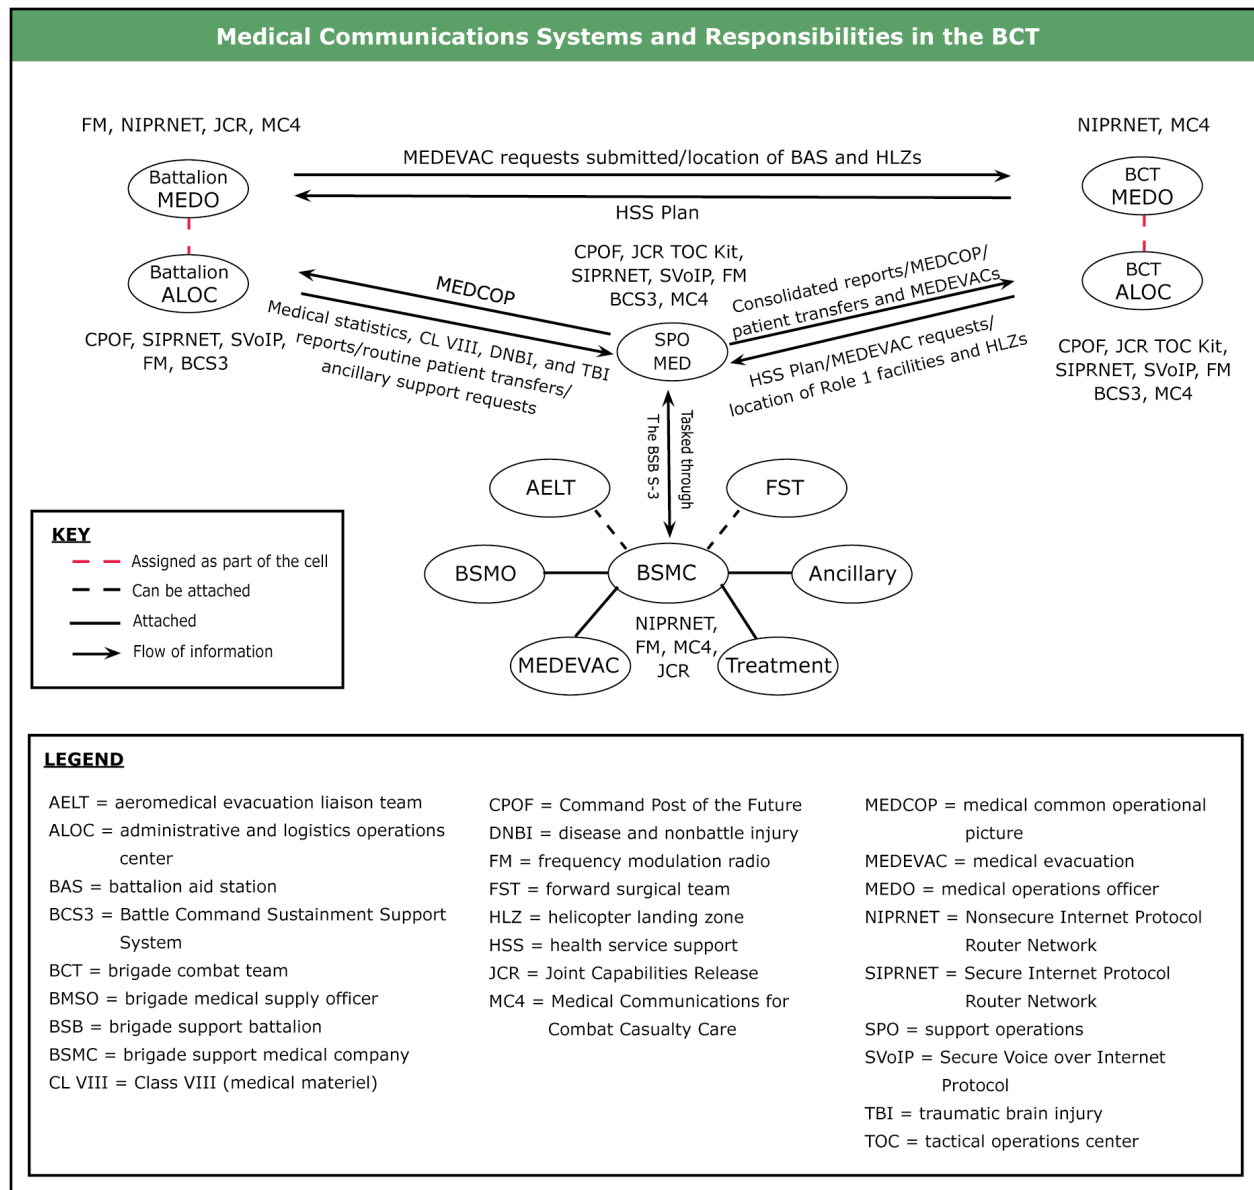 Medical Communications Systems and Responsibilities in the BCT
FM, NIPRNET, JCR, MC4
NIPRNET, MC4
MEDEVAC requests submitted/location of BAS and HLZs
Battalion
MEDO
BCT
MEDO
HSS Plan
CPOF, JCR TOC Kit,
SIPRNET, SVoIP, FM
BCS3, MC4
Battalion
ALOC
BCT
ALOC
MEDCOP
Consolidated reports/MEDCOP/
patient transfers and MEDEVACs
CPOF, SIPRNET, SVoIP,
FM, BCS3
Medical statistics, CL VIII, DNBI, and TBI
reports/routine patient transfers/
ancillary support requests
SPO
MED
HSS Plan/MEDEVAC requests/
location of Role 1 facilities and HLZs
CPOF, JCR TOC Kit,
SIPRNET, SVoIP, FM
BCS3, MC4
Tasked through
The BSB S-3
AELT
FST
BSMO
BSMC
Ancillary
NIPRNET,
FM, MC4,
JCR
MEDEVAC
Treatment
KEY
Assigned as part of the cell
Can be attached
Attached
Flow of information
LEGEND
AELT = aeromedical evacuation liaison team
ALOC = administrative and logistics operations
center
BAS = battalion aid station
BCS3 = Battle Command Sustainment Support
System
BCT = brigade combat team
BMSO = brigade medical supply officer
BSB = brigade support battalion
BSMC = brigade support medical company
CL VIII = Class VIII (medical materiel)
CPOF = Command Post of the Future
DNBI = disease and nonbattle injury
FM = frequency modulation radio
FST = forward surgical team
HLZ = helicopter landing zone
HSS = health service support
JCR = Joint Capabilities Release
MC4 = Medical Communications for
Combat Casualty Care
MEDCOP = medical common operational
picture
MEDEVAC = medical evacuation
MEDO = medical operations officer
NIPRNET = Nonsecure Internet Protocol
Router Network
SIPRNET = Secure Internet Protocol
Router Network
SPO = support operations
SVoIP = Secure Voice over Internet
Protocol
TBI = traumatic brain injury
TOC = tactical operations center